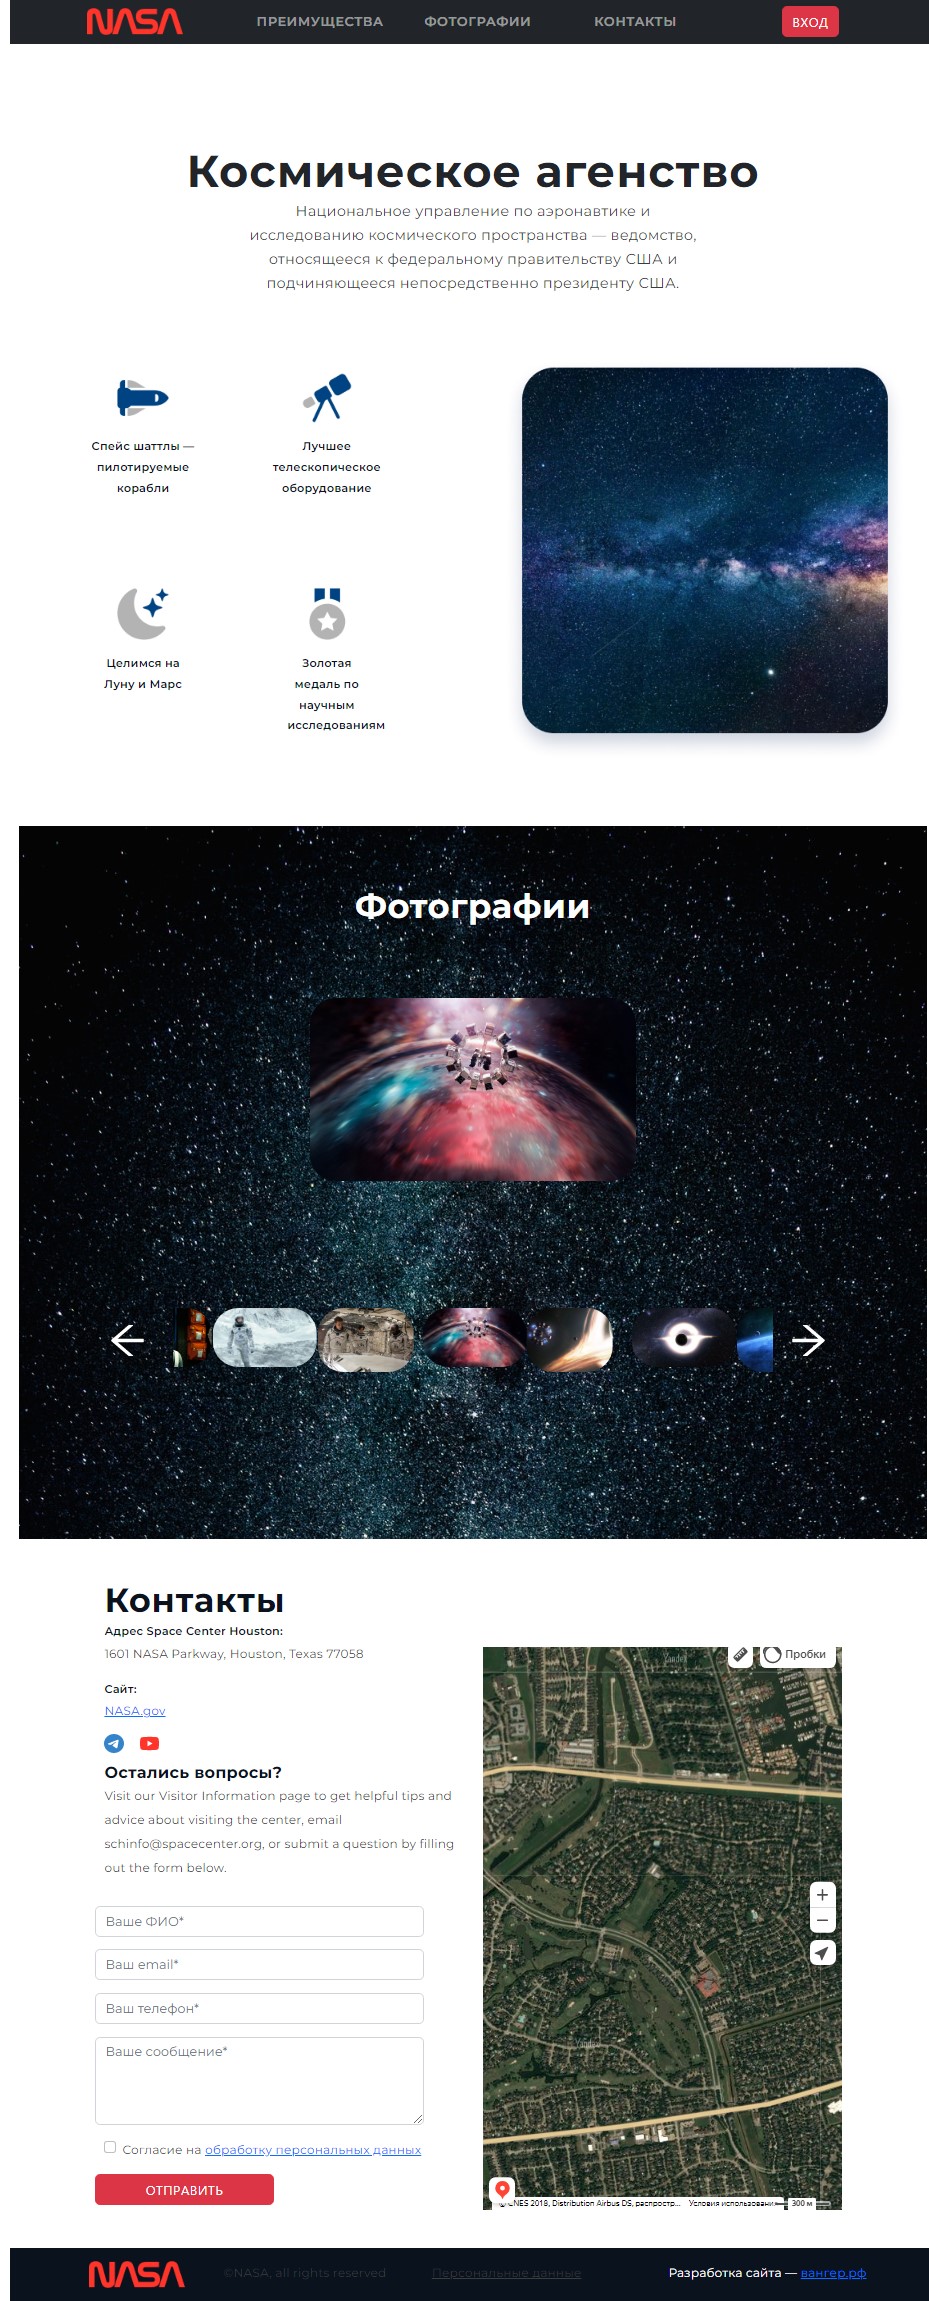 NASA ПРЕИМУЩЕСТВА ФОТОГРАФИИ КОНТАКТЫ ВХОД
Космическое агенство
Национальное управление по аэронавтике и
исследованию космического пространства — ведомство,
относящееся к федеральному правительству США и
подчиняющееся непосредственно президенту США.
Спейс шаттлы —
пилотируемые
корабли
Лучшее
телескопическое
оборудование
Целимся на
Луну и Марс
Золотая
медаль по
научным
исследованиям
Фотографии
Контакты
Адрес Space Center Houston:
1601 NASA Parkway, Houston, Texas 77058
Сайт:
NASA.gov
Остались вопросы?
Visit our Visitor Information page to get helpful tips and
advice about visiting the center, email
schinfo@spacecenter.org, or submit a question by filling
out the form below.
Ваше ФИО*
Ваш email*
Ваш телефон*
Ваше сообщение*
Согласие на обработку персональных данных
ОТПРАВИТЬ
Yandex
Пробки
Yandex
CNES 2018, Distribution Airbus DS, распростр... Условия использования 300 м
NASA ©NASA, all rights reserved Персональные данные Разработка сайта — вангер.рф